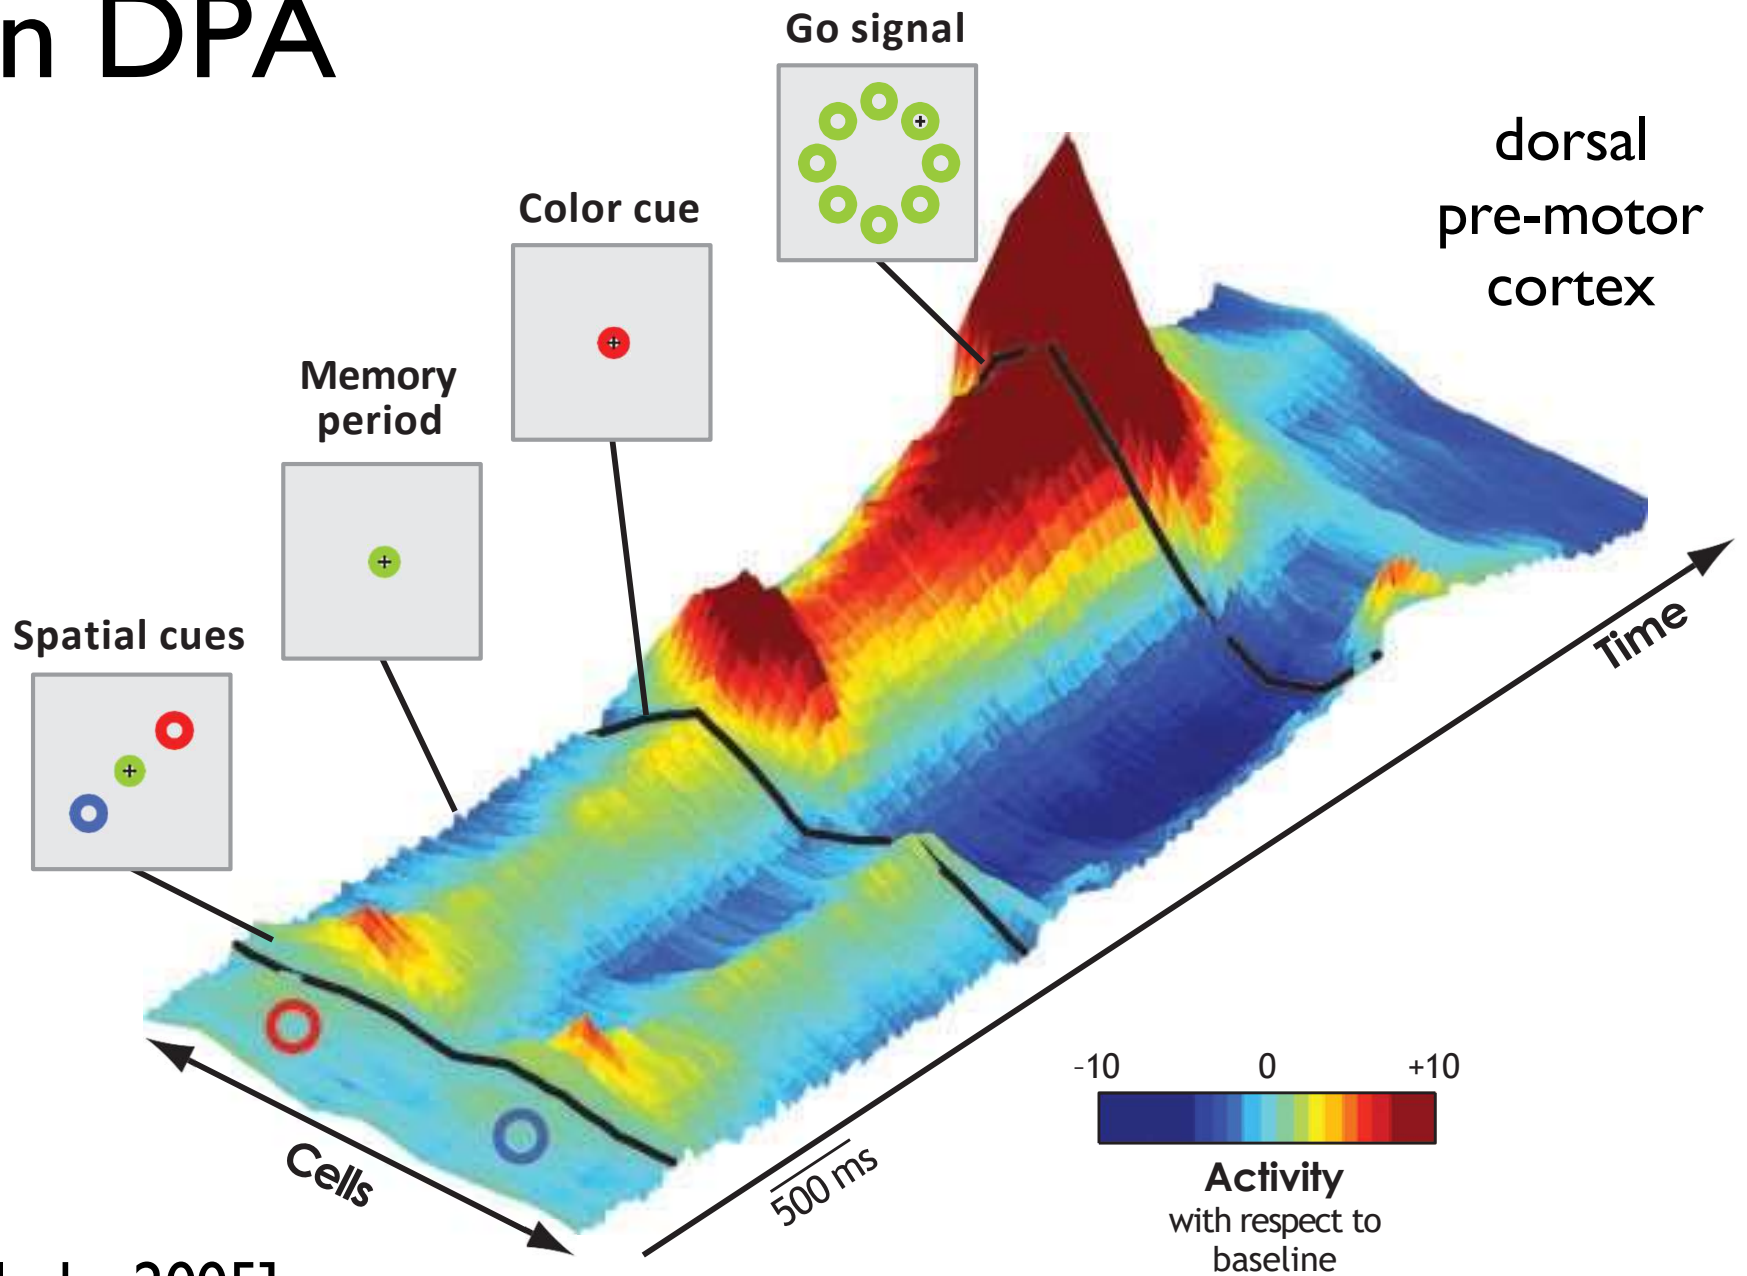 n DPA
Go signal
dorsal
pre-motor
cortex
Color cue
Memory
period
Spatial cues
Time
Cells
500 ms
-10 0 +10
Activity
with respect to
baseline
2005]